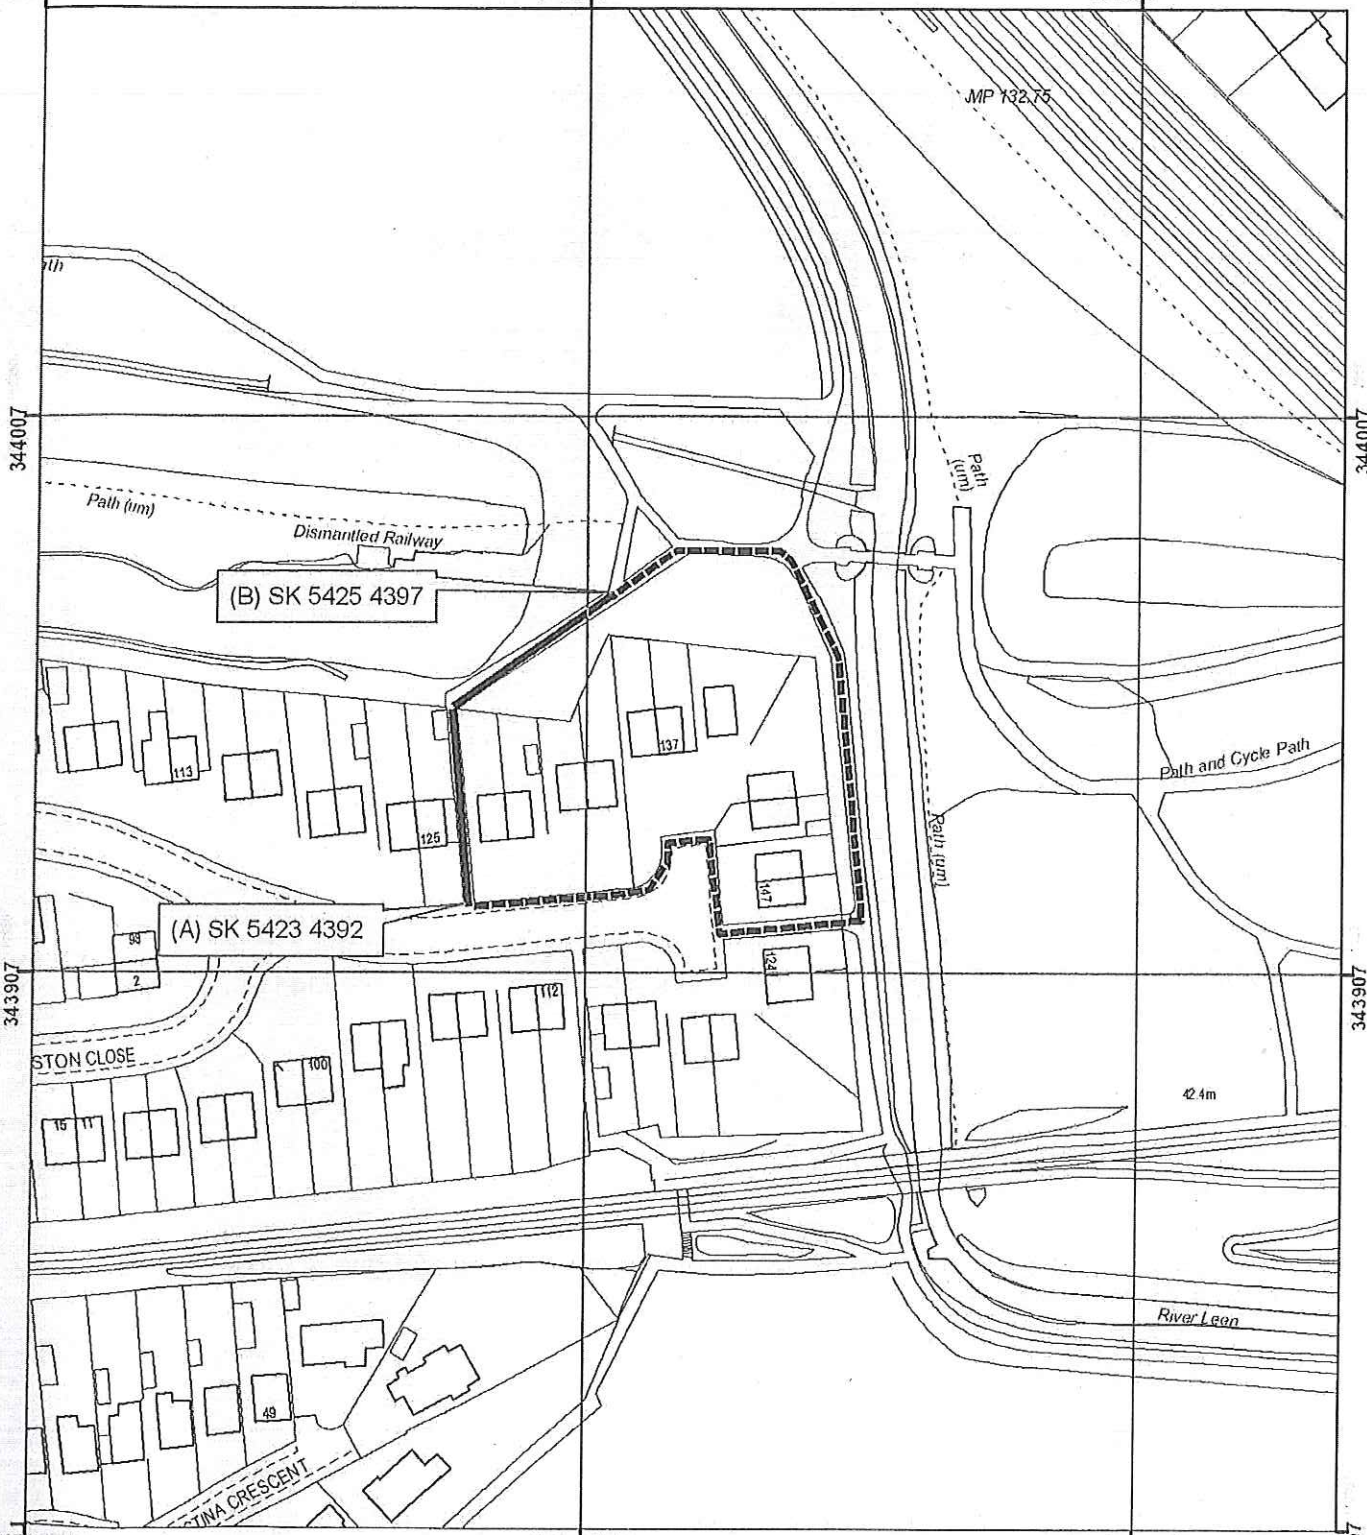 MP 132.75
344007
344007
Path
(um)
Path (um)
Dismantled Railway
(B) SK 5425 4397
137
113
125
Path and Cycle Path
Path (um)
147
(A) SK 5423 4392
99
2
124
343907
343907
112
STON CLOSE
100
42.4m
15
11
River Leen
49
STINA CRESCENT